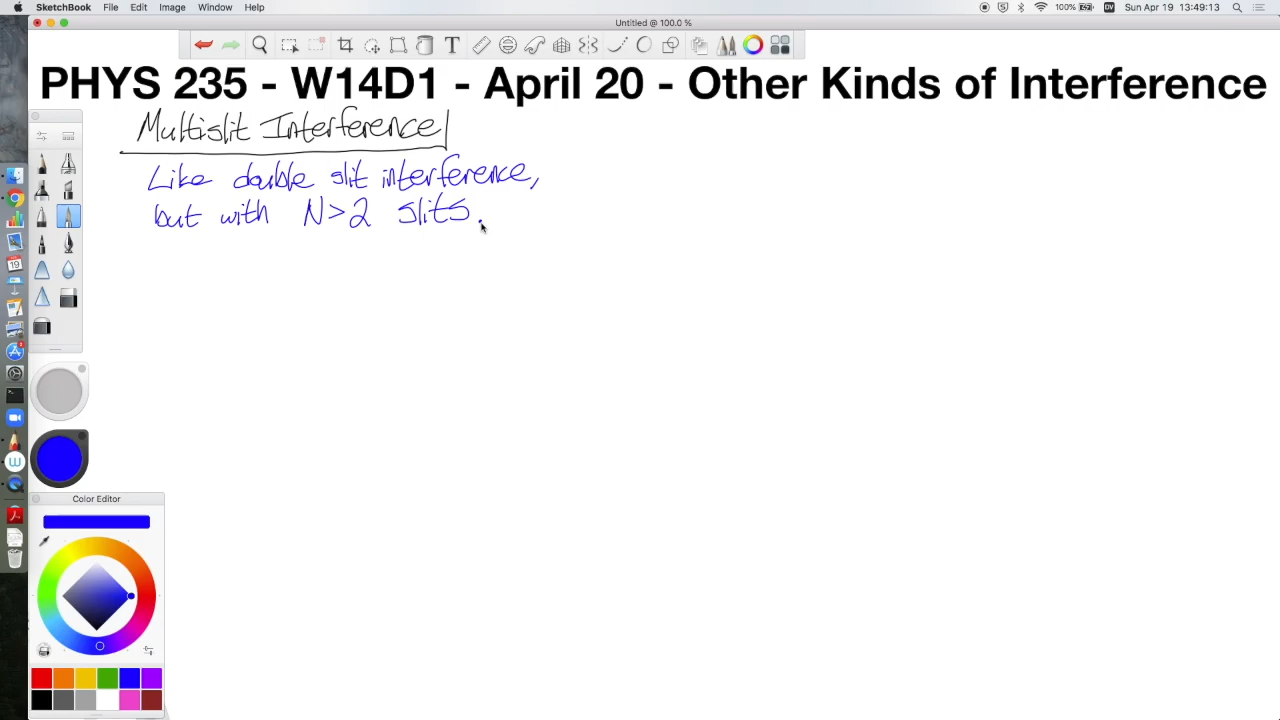 SketchBook File Edit Image Window Help 100% DV Sun Apr 19 13:49:13
Untitled @ 100.0 %
PHYS 235 - W14D1 - April 20 - Other Kinds of Interference
Multislit Interference
Like double slit interference,
but with N>2 slits.
Color Editor